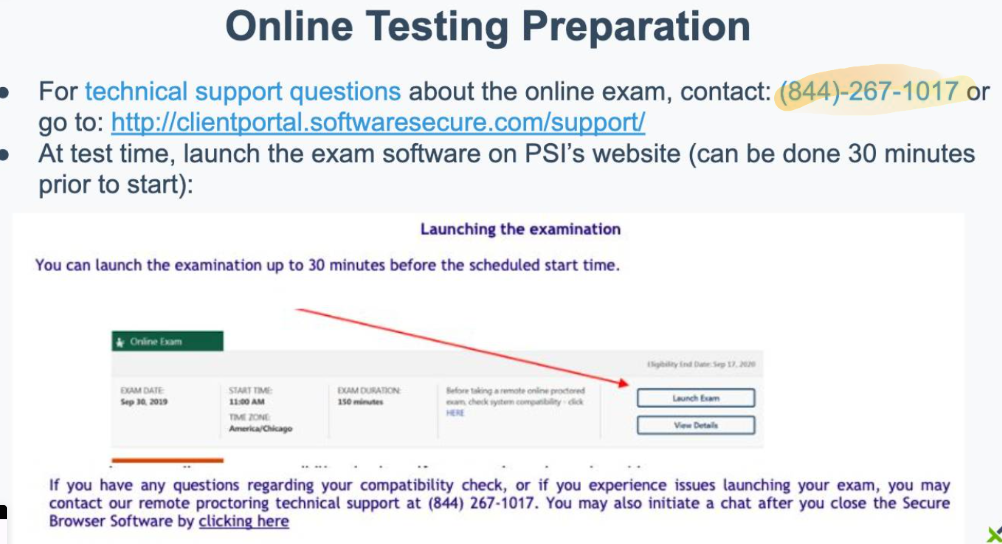 Online Testing Preparation
For technical support questions about the online exam, contact: (844)-267-1017 or
go to: http://clientportal.softwaresecure.com/support/
At test time, launch the exam software on PSI's website (can be done 30 minutes
prior to start):
Launching the examination
You can launch the examination up to 30 minutes before the scheduled start time.
Online Exam
Eligibility End Date: Sep 17, 2020
EXAM DATE:
Sep 30, 2019
START TIME:
11:00 AM
TIME ZONE:
America/Chicago
EXAM DURATION:
150 minutes
Before taking a remote online proctored
exam, check system compatibility - click
HERE
Launch Exam
View Details
If you have any questions regarding your compatibility check, or if you experience issues launching your exam, you may
contact our remote proctoring technical support at (844) 267-1017. You may also initiate a chat after you close the Secure
Browser Software by clicking here